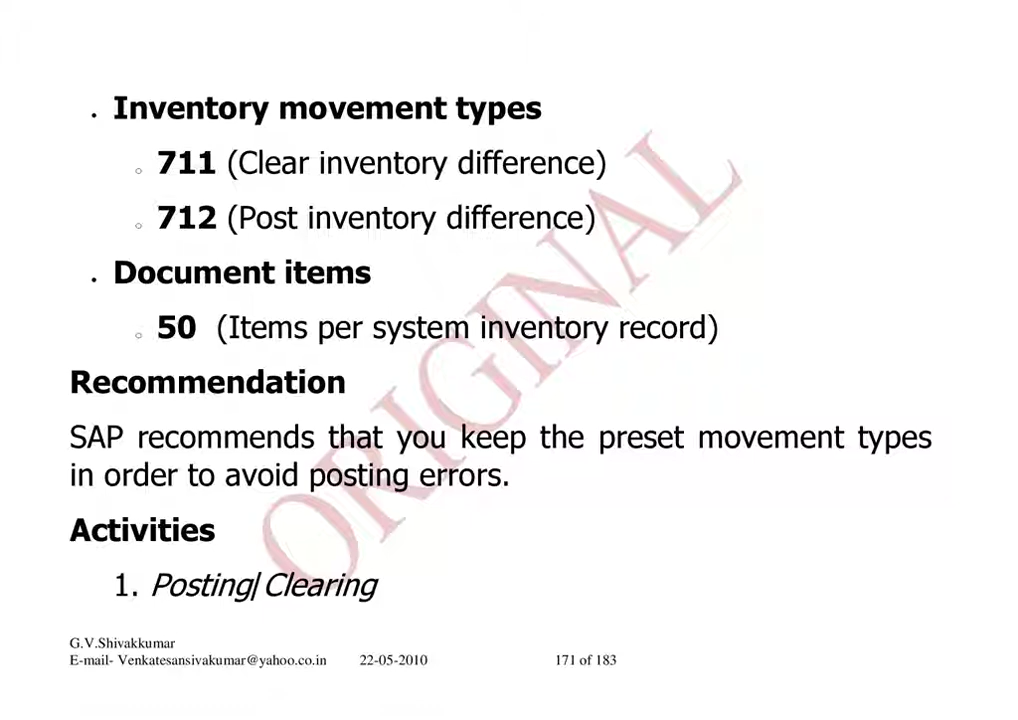 • Inventory movement types
○ 711 (Clear inventory difference)
○ 712 (Post inventory difference)
• Document items
○ 50 (Items per system inventory record)
Recommendation
SAP recommends that you keep the preset movement types
in order to avoid posting errors.
Activities
1. Posting/Clearing
ORIGINAL
G.V.Shivakkumar
E-mail- Venkatesansivakumar@yahoo.co.in 22-05-2010 171 of 183